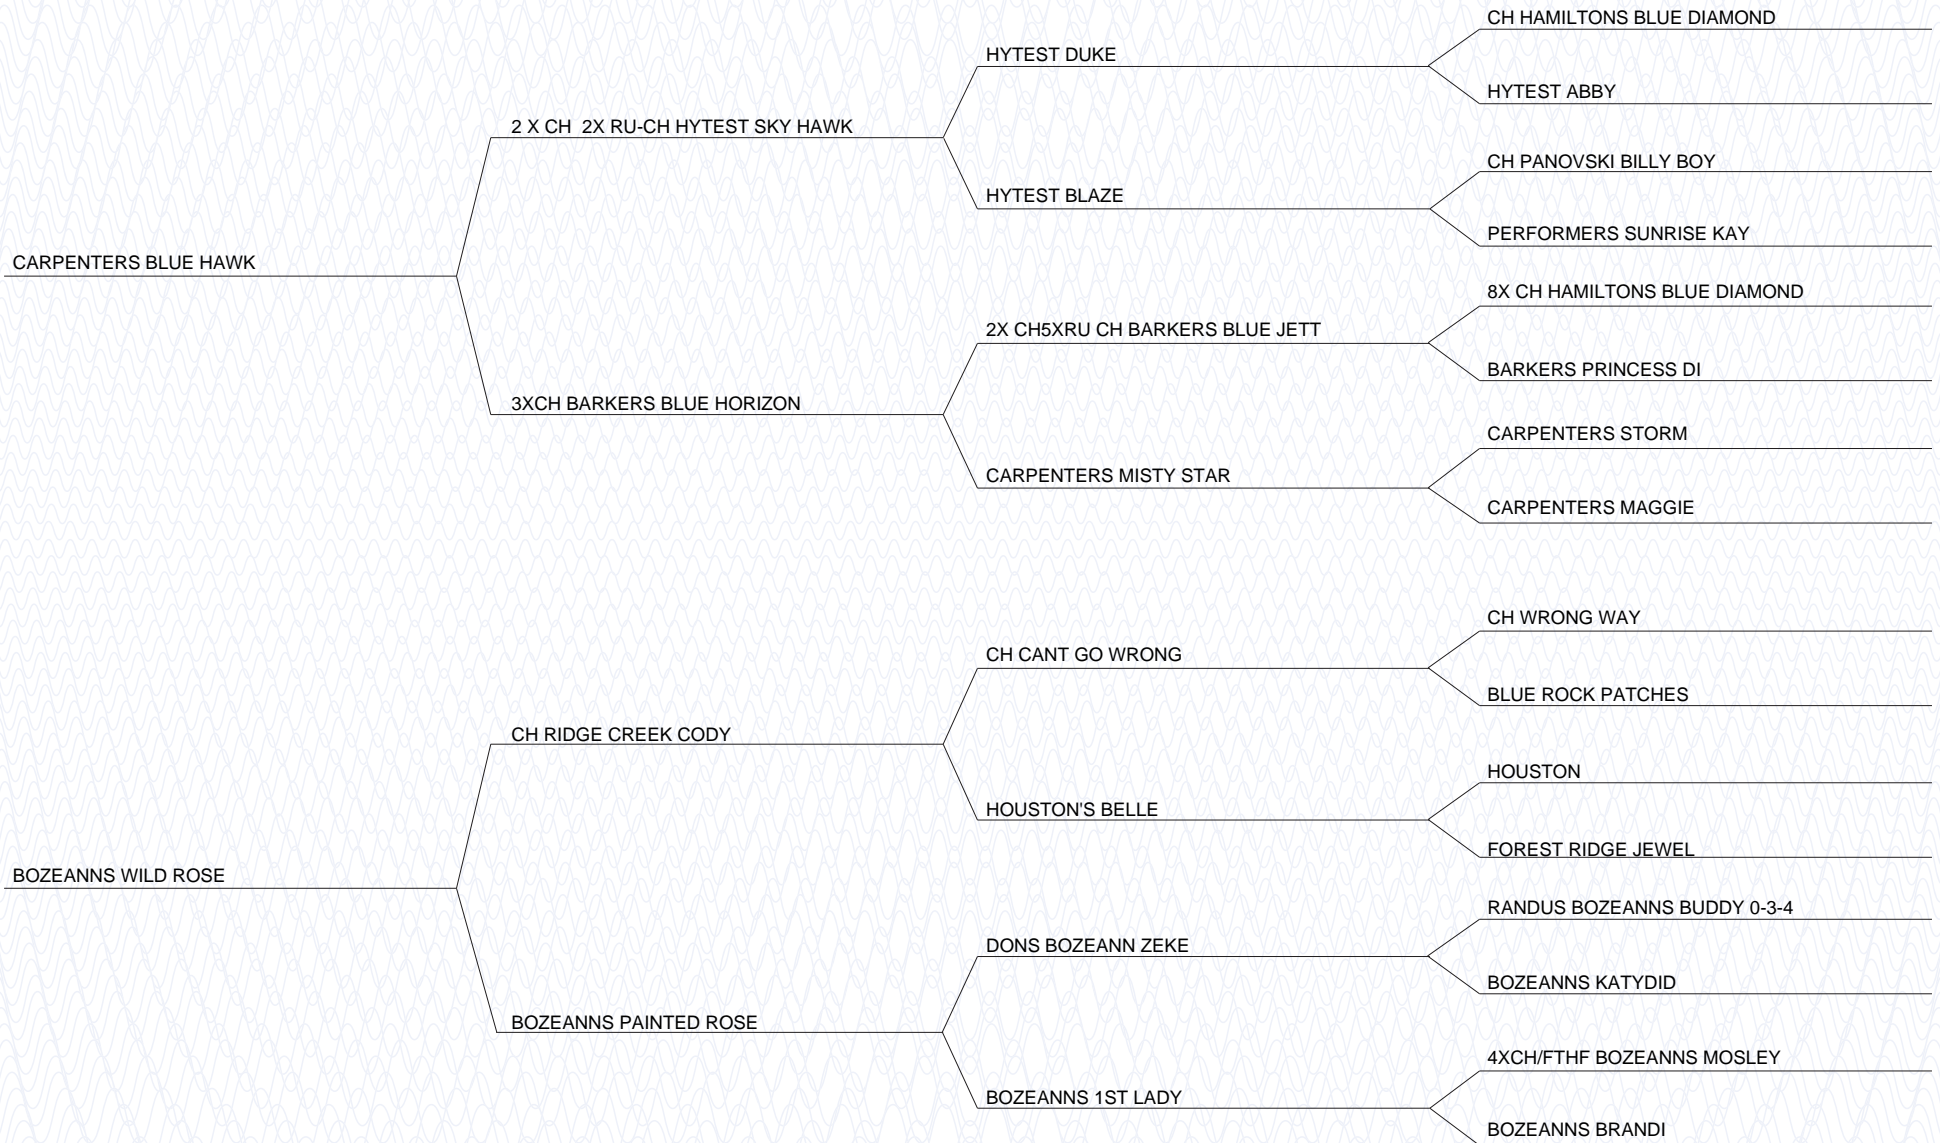 CH HAMILTONS BLUE DIAMOND
HYTEST DUKE
HYTEST ABBY
2 X CH  2X RU-CH HYTEST SKY HAWK
CH PANOVSKI BILLY BOY
HYTEST BLAZE
PERFORMERS SUNRISE KAY
CARPENTERS BLUE HAWK
8X CH HAMILTONS BLUE DIAMOND
2X CH5XRU CH BARKERS BLUE JETT
BARKERS PRINCESS DI
3XCH BARKERS BLUE HORIZON
CARPENTERS STORM
CARPENTERS MISTY STAR
CARPENTERS MAGGIE
CH WRONG WAY
CH CANT GO WRONG
BLUE ROCK PATCHES
CH RIDGE CREEK CODY
HOUSTON
HOUSTON'S BELLE
FOREST RIDGE JEWEL
BOZEANNS WILD ROSE
RANDUS BOZEANNS BUDDY 0-3-4
DONS BOZEANN ZEKE
BOZEANNS KATYDID
BOZEANNS PAINTED ROSE
4XCH/FTHF BOZEANNS MOSLEY
BOZEANNS 1ST LADY
BOZEANNS BRANDI